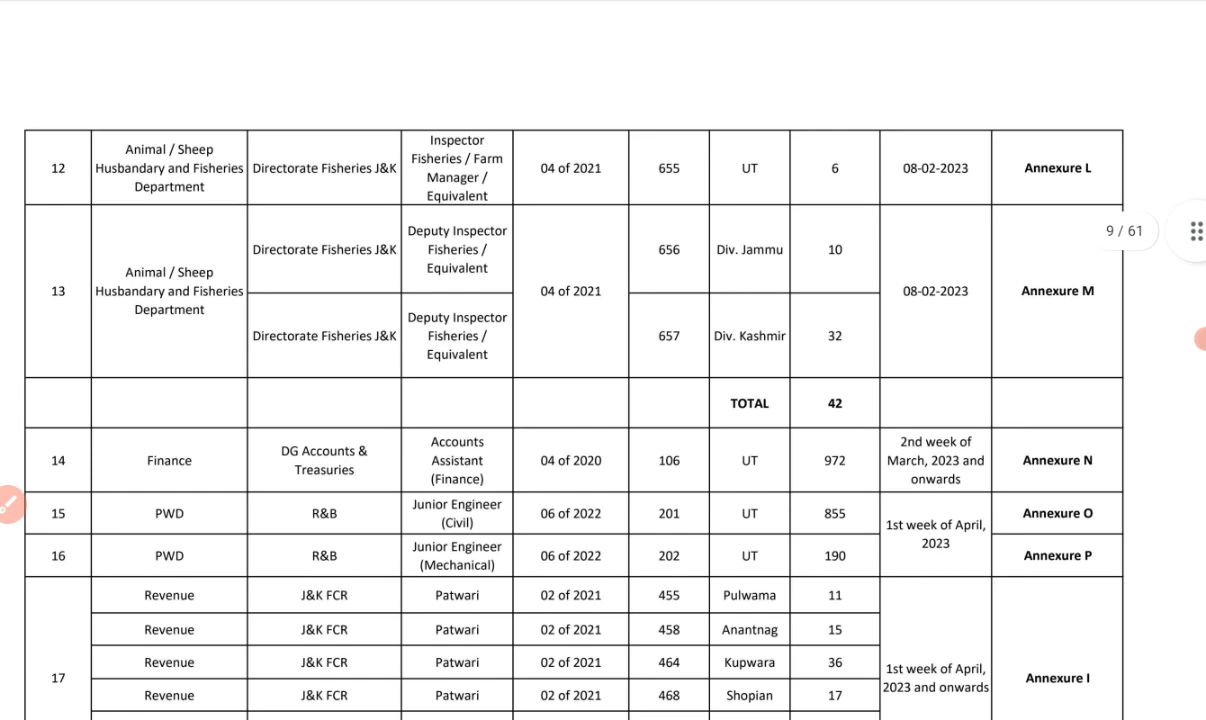 12
Animal / Sheep
Husbandary and Fisheries
Department
Directorate Fisheries J&K
Inspector
Fisheries / Farm
Manager /
Equivalent
04 of 2021
655
UT
6
08-02-2023
Annexure L
9 / 61
13
Animal / Sheep
Husbandary and Fisheries
Department
Directorate Fisheries J&K
Deputy Inspector
Fisheries /
Equivalent
04 of 2021
656
Div. Jammu
10
08-02-2023
Annexure M
Directorate Fisheries J&K
Deputy Inspector
Fisheries /
Equivalent
657
Div. Kashmir
32
TOTAL
42
14
Finance
DG Accounts &
Treasuries
Accounts
Assistant
(Finance)
04 of 2020
106
UT
972
2nd week of
March, 2023 and
onwards
Annexure N
15
PWD
R&B
Junior Engineer
(Civil)
06 of 2022
201
UT
855
1st week of April,
2023
Annexure O
16
PWD
R&B
Junior Engineer
(Mechanical)
06 of 2022
202
UT
190
Annexure P
17
Revenue
J&K FCR
Patwari
02 of 2021
455
Pulwama
11
1st week of April,
2023 and onwards
Annexure I
Revenue
J&K FCR
Patwari
02 of 2021
458
Anantnag
15
Revenue
J&K FCR
Patwari
02 of 2021
464
Kupwara
36
Revenue
J&K FCR
Patwari
02 of 2021
468
Shopian
17